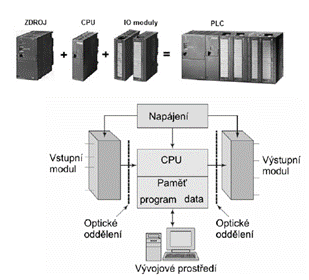 ZDROJ + CPU + IO moduly = PLC
Napájení
Vstupní
modul
CPU
Výstupní
modul
Paměť
program data
Optické
oddělení
Optické
oddělení
Vývojové prostředí